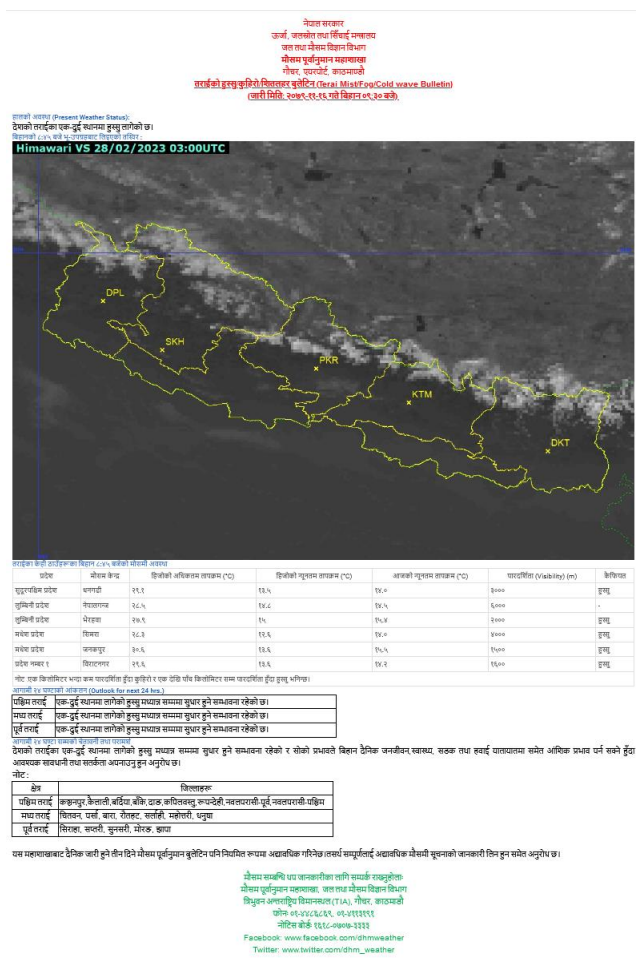 नेपाल सरकार
ऊर्जा, जलस्रोत तथा सिँचाई मन्त्रालय
जल तथा मौसम विज्ञान विभाग
मौसम पूर्वानुमान महाशाखा
गौचर, एयरपोर्ट, काठमाण्डौ
तराईको हुस्सु/कुहिरो/शितलहर बुलेटिन (Terai Mist/Fog/Cold wave Bulletin)
(जारी मिति: २०७९-११-१६ गते बिहान ०९:३० बजे)
हालको अवस्था (Present Weather Status):
देशको तराईका एक-दुई स्थानमा हुस्सु लागेको छ।
बिहानको ८:४५ बजे भू-उपग्रहबाट लिइएको तस्विर :
Himawari VS 28/02/2023 03:00UTC
DPL
SKH
PKR
KTM
DKT
तराईका केही ठाउँहरूका बिहान ८:४५ बजेको मौसमी अवस्था
प्रदेश मौसम केन्द्र हिजोको अधिकतम तापक्रम (°C) हिजोको न्यूनतम तापक्रम (°C) आजको न्यूनतम तापक्रम (°C) पारदर्शिता (Visibility) (m) कैफियत
सुदूरपश्चिम प्रदेश धनगढी २९.१ १३.५ १४.० ३००० हुस्सु
लुम्बिनी प्रदेश नेपालगन्ज २८.५ १४.८ १४.५ ६००० -
लुम्बिनी प्रदेश भैरहवा २७.९ १५ १५.४ २००० हुस्सु
मधेश प्रदेश सिमरा २८.३ १२.६ १४.० ४००० हुस्सु
मधेश प्रदेश जनकपुर ३०.६ १३.६ १५.५ १५०० हुस्सु
प्रदेश नम्बर १ विराटनगर २९.६ १३.६ १४.२ १६०० हुस्सु
नोट :एक किलोमिटर भन्दा कम पारदर्शिता हुँदा कुहिरो र एक देखि पाँच किलोमिटर सम्म पारदर्शिता हुँदा हुस्सु भनिन्छ।
आगामी २४ घण्टाको आंकलन (Outlook for next 24 hrs.)
पश्चिम तराई एक-दुई स्थानमा लागेको हुस्सु मध्यान्न सम्ममा सुधार हुने सम्भावना रहेको छ।
मध्य तराई एक-दुई स्थानमा लागेको हुस्सु मध्यान्न सम्ममा सुधार हुने सम्भावना रहेको छ।
पूर्व तराई एक-दुई स्थानमा लागेको हुस्सु मध्यान्न सम्ममा सुधार हुने सम्भावना रहेको छ।
आगामी २४ घण्टा सम्मको चेतावनी तथा परामर्श
देशको तराईका एक-दुई स्थानमा लागेको हुस्सु मध्यान्न सम्ममा सुधार हुने सम्भावना रहेको र सोको प्रभावले बिहान दैनिक जनजीवन,स्वास्थ्य, सडक तथा हवाई यातायातमा समेत आंशिक प्रभाव पर्न सक्ने हुँदा
आवश्यक सावधानी तथा सतर्कता अपनाउनु हुन अनुरोध छ।
नोट :
क्षेत्र जिल्लाहरू
पश्चिम तराई कञ्चनपुर,कैलाली,बर्दिया,बाँके,दाङ,कपिलवस्तु,रूपन्देही,नवलपरासी-पूर्व,नवलपरासी-पश्चिम
मध्य तराई चितवन, पर्सा, बारा, रौतहट, सर्लाही, महोत्तरी, धनुषा
पूर्व तराई सिराहा, सप्तरी, सुनसरी, मोरङ, झापा
यस महाशाखाबाट दैनिक जारी हुने तीन दिने मौसम पूर्वानुमान बुलेटिन पनि नियमित रूपमा अद्यावधिक गरिनेछ।तसर्थ सम्पूर्णलाई अद्यावधिक मौसमी सूचनाको जानकारी लिन हुन समेत अनुरोध छ।
मौसम सम्बन्धि थप जानकारीका लागि सम्पर्क राख्नुहोला:
मौसम पूर्वानुमान महाशाखा, जल तथा मौसम विज्ञान विभाग
त्रिभुवन अन्तर्राष्ट्रिय विमानस्थल (TIA), गौचर, काठमाडौं
फोन: ०१-४४८६८६९, ०१-४११३१९१
नोटिस बोर्ड: १६१८-०७०७-३३३३
Facebook: www.facebook.com/dhmweather
Twitter: www.twitter.com/dhm_weather